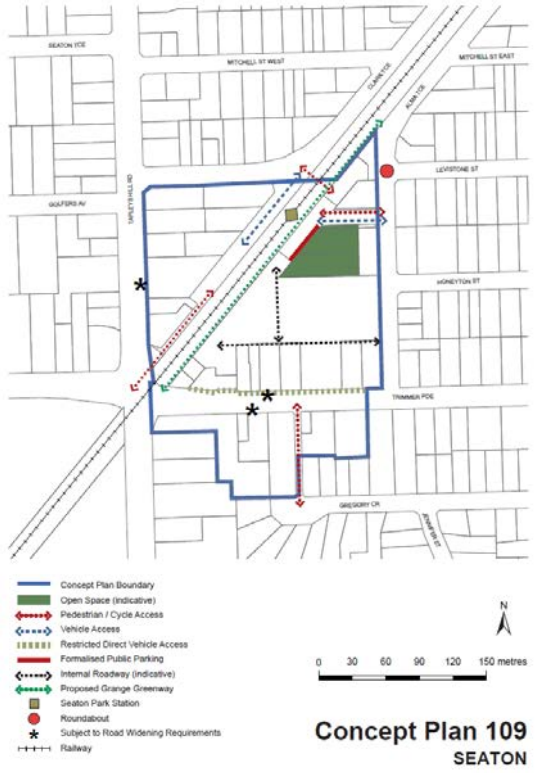 SEATON TCE
MITCHELL ST WEST
MITCHELL ST EAST
CLARK TCE
ALMA TCE
LEVISTONE ST
GOLFERS AV
TAPLEYS HILL RD
HONEYTON ST
TRIMMER PDE
GREGORY CR
JENNIFER ST
Concept Plan Boundary
Open Space (indicative)
Pedestrian / Cycle Access
Vehicle Access
Restricted Direct Vehicle Access
Formalised Public Parking
Internal Roadway (indicative)
Proposed Grange Greenway
Seaton Park Station
Roundabout
Subject to Road Widening Requirements
Railway
N
0 30 60 90 120 150 metres
Concept Plan 109
SEATON